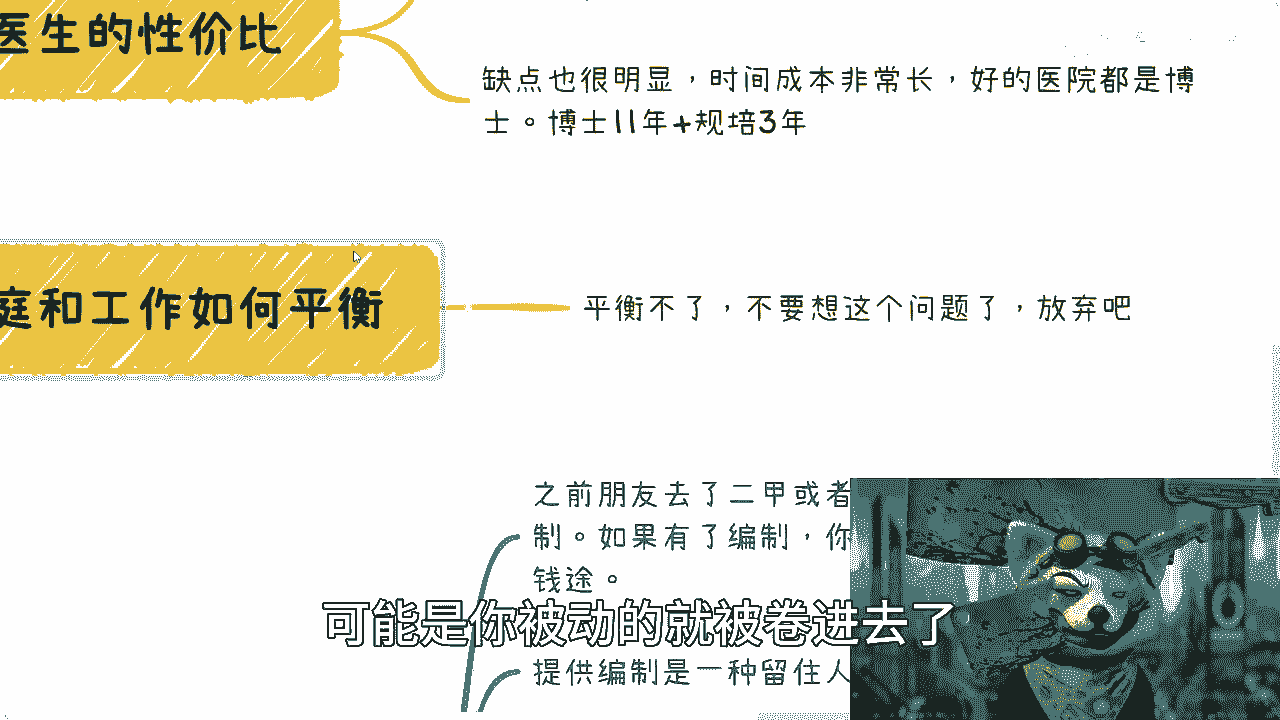 医生的性价比
缺点也很明显，时间成本非常长，好的医院都是博
士。博士11年+规培3年
庭和工作如何平衡
平衡不了，不要想这个问题了，放弃吧
之前朋友去了二甲或者
制。如果有了编制，你
钱途。
可能是你被动的就被卷进去了
提供编制是一种留住人